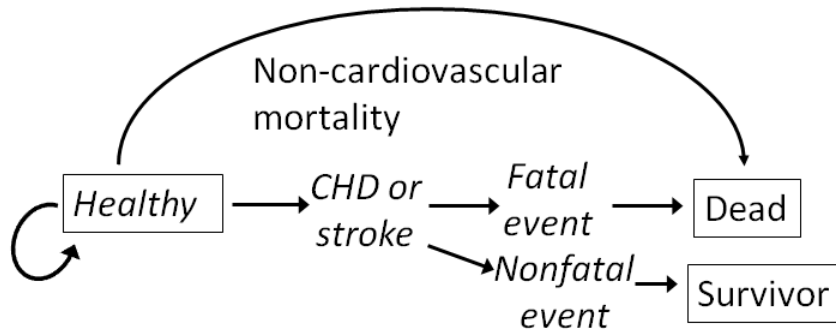 Non-cardiovascular
mortality
Healthy
CHD or
stroke
Fatal
event
Dead
Nonfatal
event
Survivor